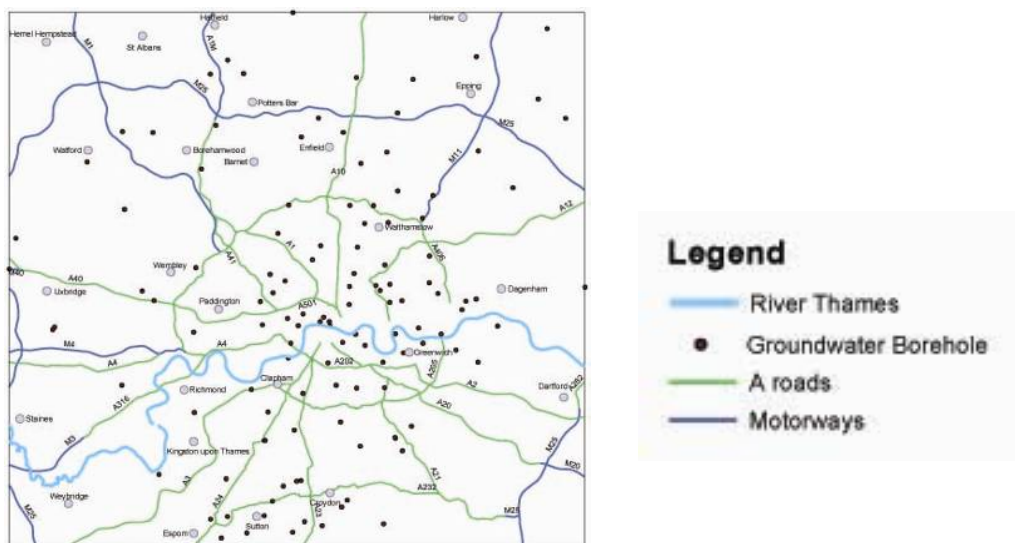 Hatfield
Harlow
Hemel Hempstead
M1
St Albans
A1M
M25
Epping
Potters Bar
M25
Watford
Borehamwood
Enfield
Barnet
M11
A10
A12
Walthamstow
A1
A406
A41
Wembley
A40
Uxbridge
Dagenham
Paddington
A501
M4
A4
A4
A202
Greenwich
A205
Clapham
A2
Dartford
A282
Richmond
A316
A20
Staines
M3
Kingston upon Thames
M25
M20
A3
A24
A21
A232
Weybridge
Croydon
A23
M25
M25
Sutton
Epsom
Legend
River Thames
Groundwater Borehole
A roads
Motorways